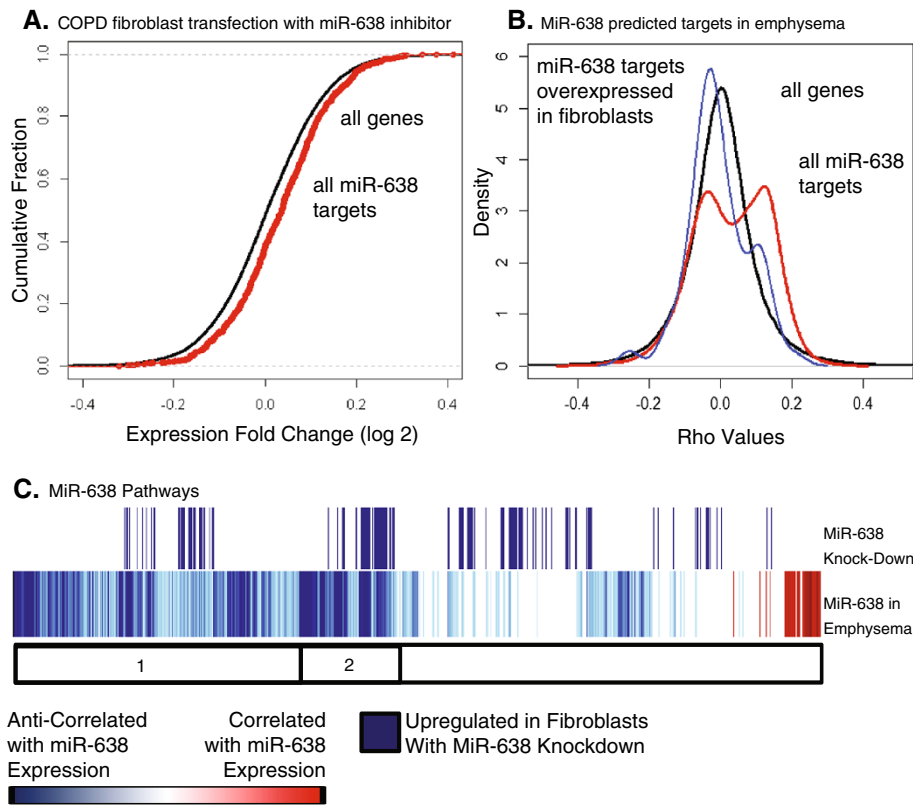 A. COPD fibroblast transfection with miR-638 inhibitor
Cumulative Fraction
1.0
0.8
0.6
0.4
0.2
0.0
all genes
all miR-638
targets
-0.4 -0.2 0.0 0.2 0.4
Expression Fold Change (log 2)
B. MiR-638 predicted targets in emphysema
Density
6
5
4
3
2
1
0
miR-638 targets
overexpressed
in fibroblasts
all genes
all miR-638
targets
-0.4 -0.2 0.0 0.2 0.4
Rho Values
C. MiR-638 Pathways
MiR-638
Knock-Down
MiR-638 in
Emphysema
1 2
Anti-Correlated
with miR-638
Expression
Correlated
with miR-638
Expression
Upregulated in Fibroblasts
With MiR-638 Knockdown